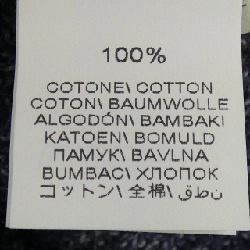 100%
COTONE\ COTTON
COTON\ BAUMWOLLE
ALGODÓN\ BAMBAKI
KATOEN\ BOMULD
ПАМУК\ BAVLNA
BUMBAC\ ХЛОПОК
コットン\ 全棉\ نطق